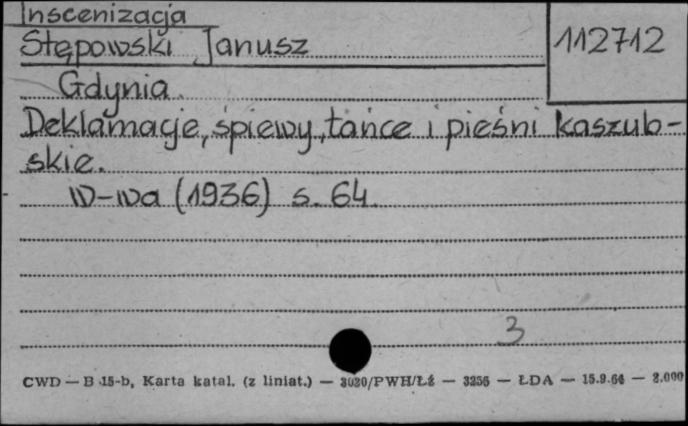 Inscenizacja
Stępowski Janusz
112712
Gdynia.
Deklamacje, śpiewy, tańce i pieśni kaszub-
skie.
W-wa (1936) s. 64.
3
CWD — B 15-b, Karta katal. (z liniat.) — 3020/PWH/Łź — 3256 — ŁDA — 15.9.64 — 2.000